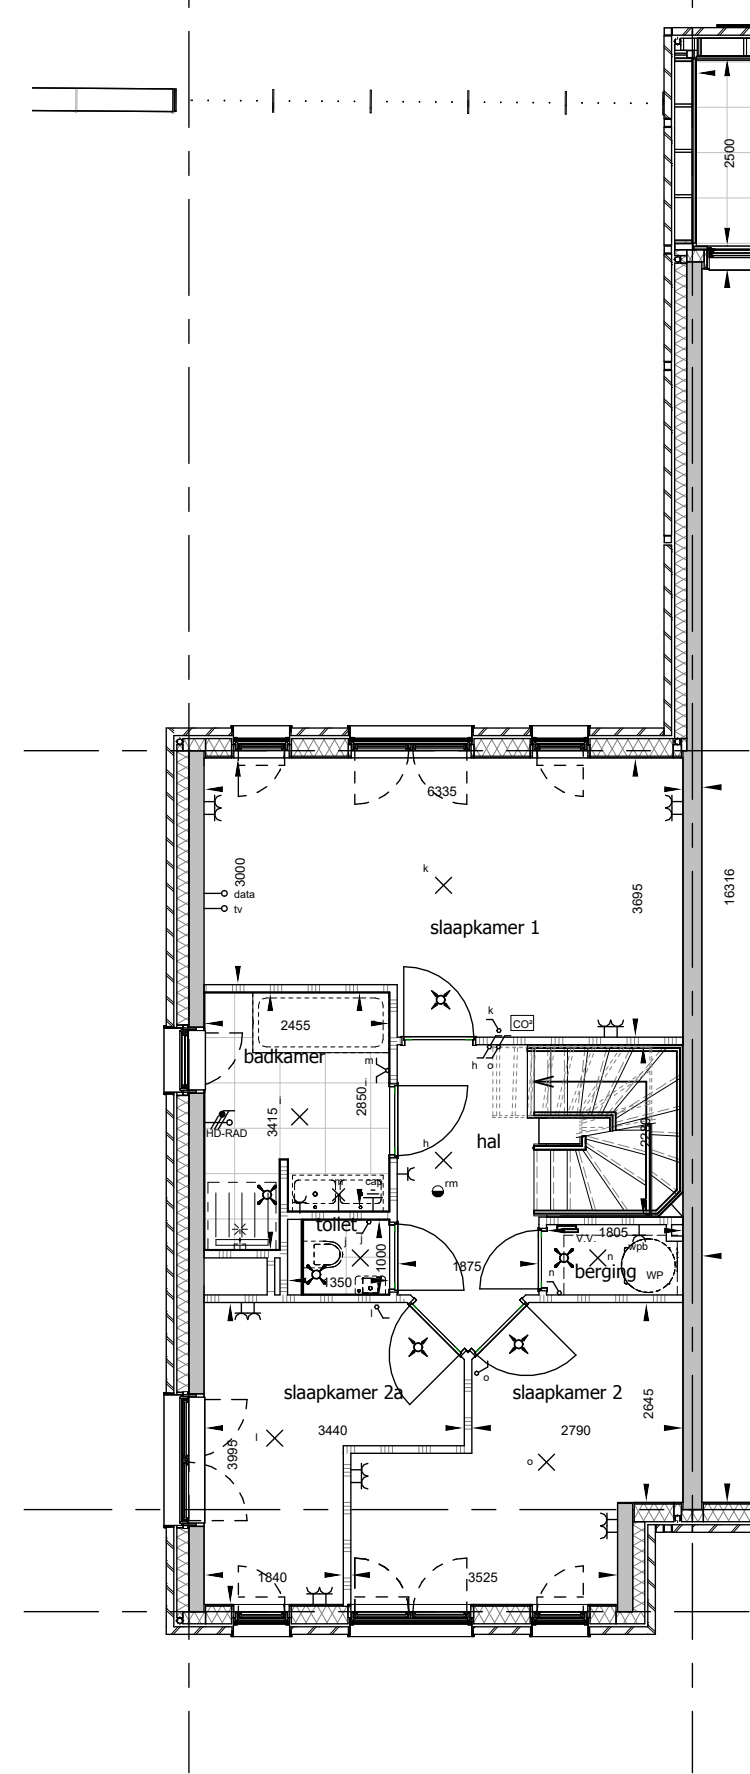 2500
6335
k
3000
data
tv
3695
16316
slaapkamer 1
k
CO²
h o
2455
badkamer
m
i
i
2850
3415
HD-RAD
h
hal
rm
cap
toilet
j
1000
1350
1875
1805
v.v.
wpb
n
berging
WP
n
l
o
slaapkamer 2a
slaapkamer 2
2645
3440
2790
3995
l
o
1840
3525